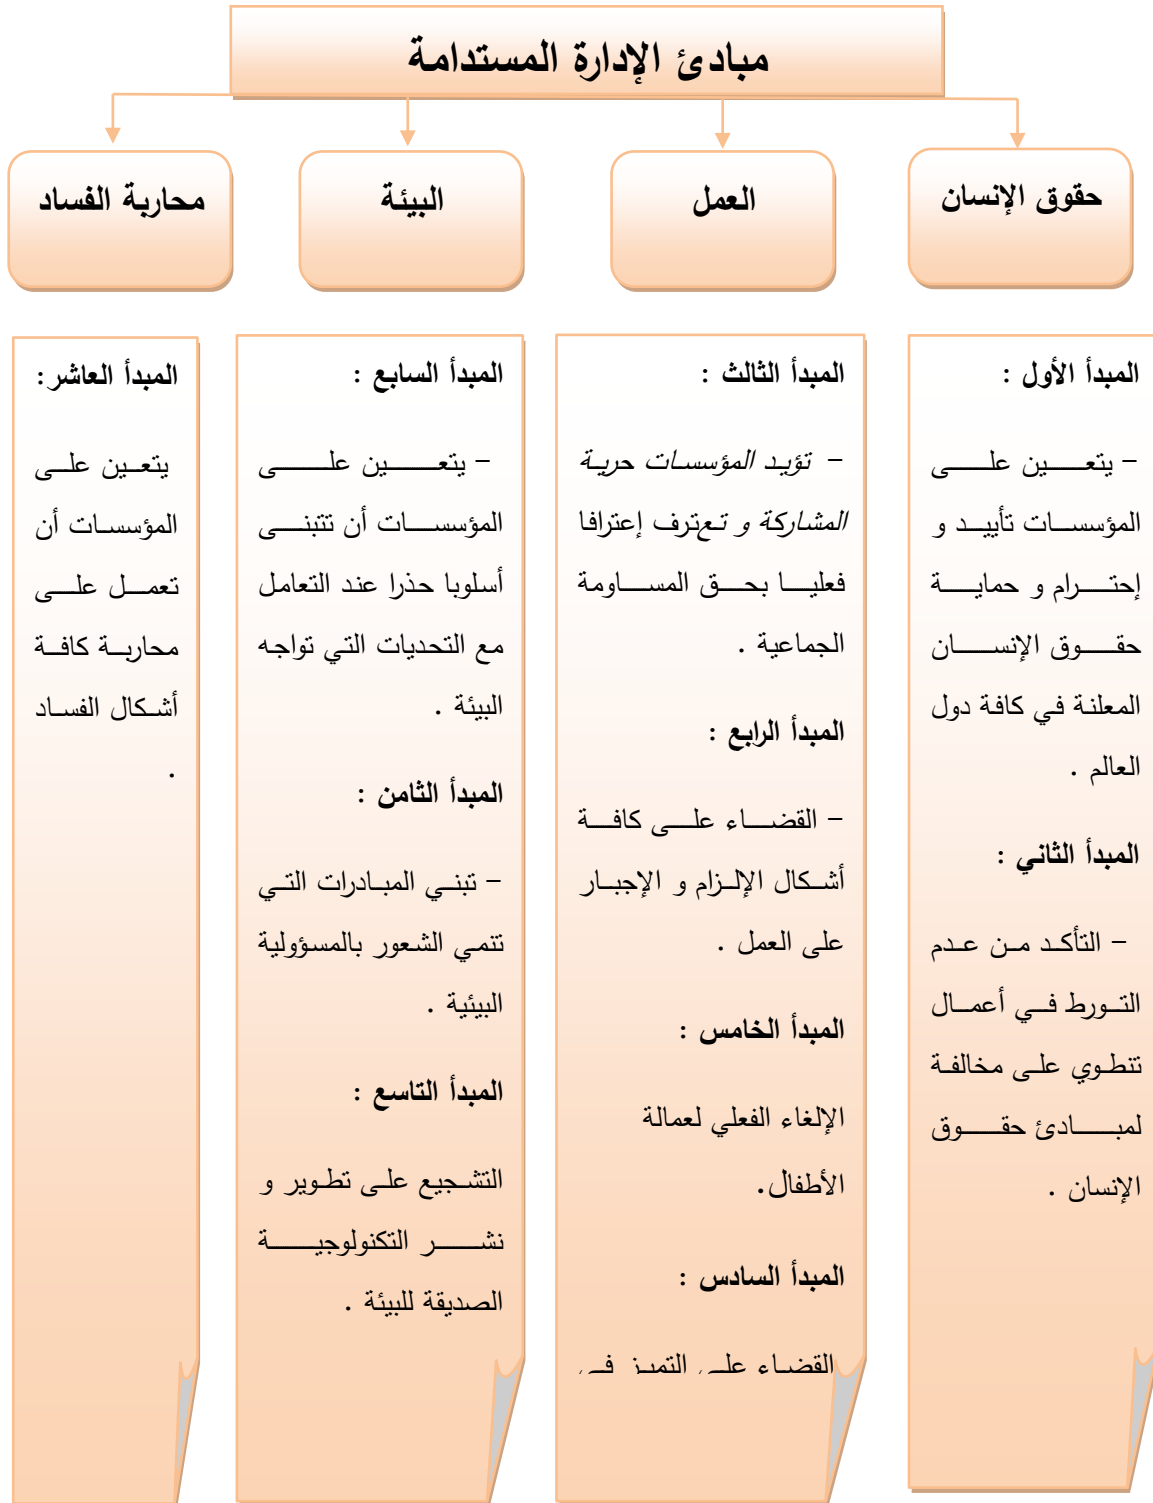 مبادئ الإدارة المستدامة
حقوق الإنسان
العمل
البيئة
محاربة الفساد
المبدأ الأول :
– يتعين على
المؤسسات تأييد و
إحترام و حماية
حقوق الإنسان
المعلنة في كافة دول
العالم .
المبدأ الثاني :
– التأكد من عدم
التورط في أعمال
تنطوي على مخالفة
لمبادئ حقوق
الإنسان .
المبدأ الثالث :
– تؤيد المؤسسات حرية
المشاركة و تعترف إعترافا
فعليا بحق المساومة
الجماعية .
المبدأ الرابع :
– القضاء على كافة
أشكال الإلزام و الإجبار
على العمل .
المبدأ الخامس :
الإلغاء الفعلي لعمالة
الأطفال.
المبدأ السادس :
القضاء على التميز في
المبدأ السابع :
– يتعين على
المؤسسات أن تتبنى
أسلوبا حذرا عند التعامل
مع التحديات التي تواجه
البيئة .
المبدأ الثامن :
– تبني المبادرات التي
تنمي الشعور بالمسؤولية
البيئية .
المبدأ التاسع :
التشجيع على تطوير و
نشر التكنولوجية
الصديقة للبيئة .
المبدأ العاشر:
يتعين على
المؤسسات أن
تعمل على
محاربة كافة
أشكال الفساد
.